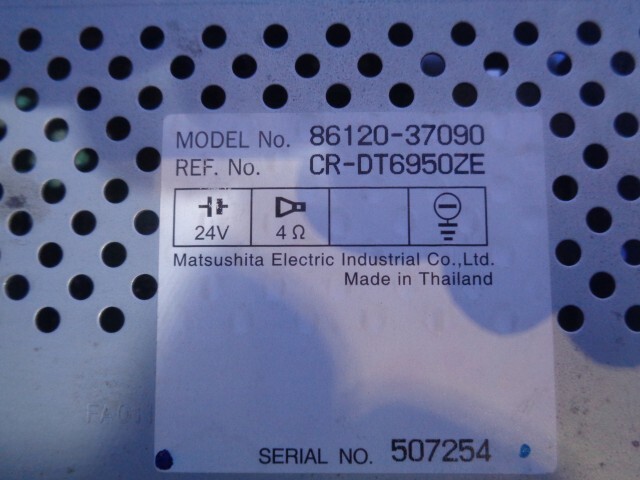 MODEL No. 86120-37090
REF. No. CR-DT6950ZE
24V 4Ω
Matsushita Electric Industrial Co.,Ltd.
Made in Thailand
SERIAL NO. 507254